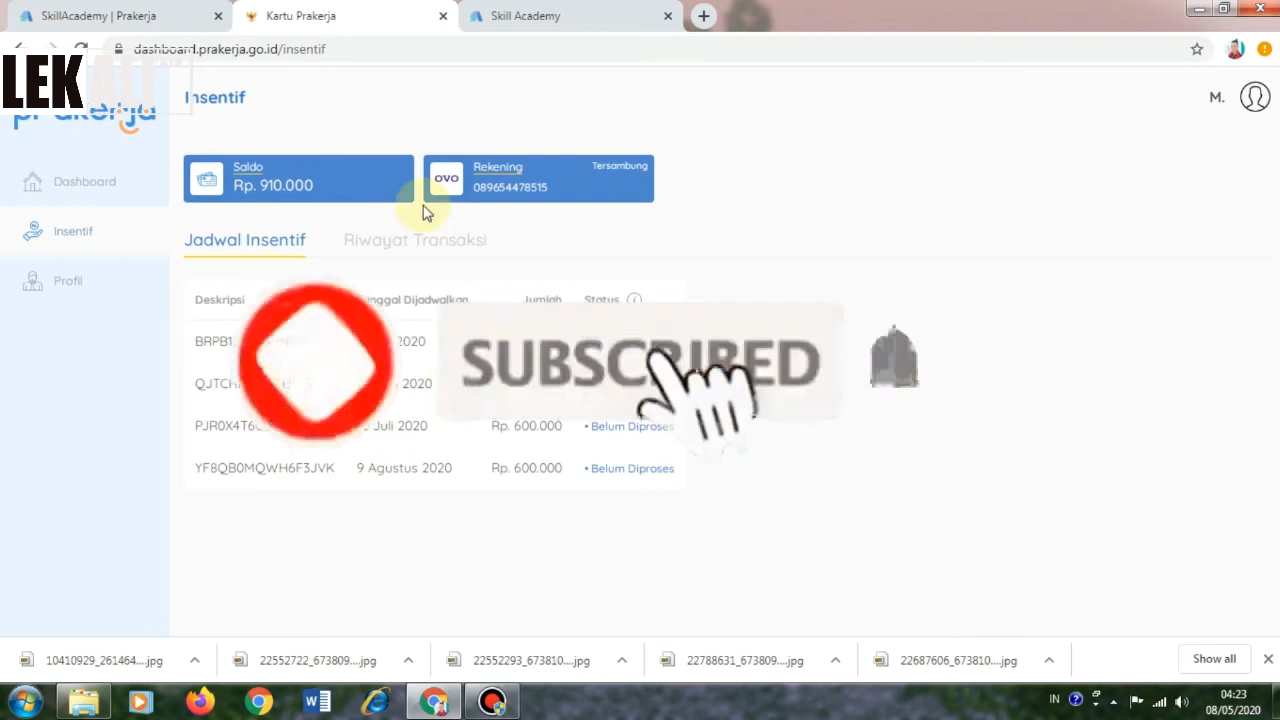 SkillAcademy | Prakerja
Kartu Prakerja
Skill Academy
dashboard.prakerja.go.id/insentif
LEK
prakerja
Insentif
M.
Dashboard
Insentif
Profil
Saldo
Rp. 910.000
OVO
Rekening
Tersambung
089654478515
Jadwal Insentif
Riwayat Transaksi
Deskripsi
Dijadwalkan
Jumlah
Status
2020
2020
Juli 2020
Rp. 600.000
• Belum Diproses
YF8QB0MQWH6F3JVK
9 Agustus 2020
Rp. 600.000
• Belum Diproses
SUBSCRIBED
10410929_261464....jpg
22552722_673809....jpg
22552293_673810....jpg
22788631_673809....jpg
22687606_673810....jpg
Show all
IN
04:23
08/05/2020